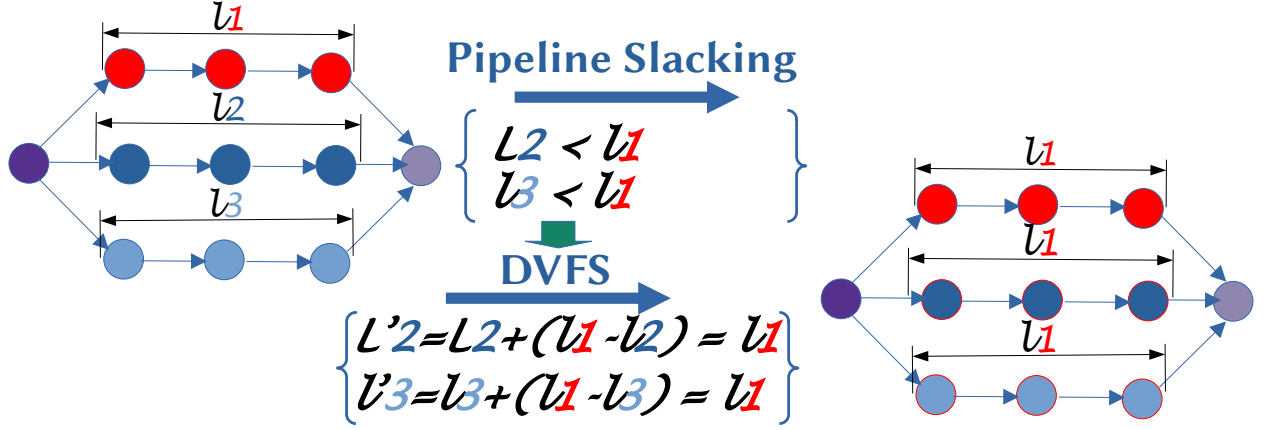 l1
l2
l3
Pipeline Slacking
L2 < l1
l3 < l1
DVFS
L'2=L2+(l1-l2) = l1
l'3=l3+(l1-l3) = l1
l1
l1
l1